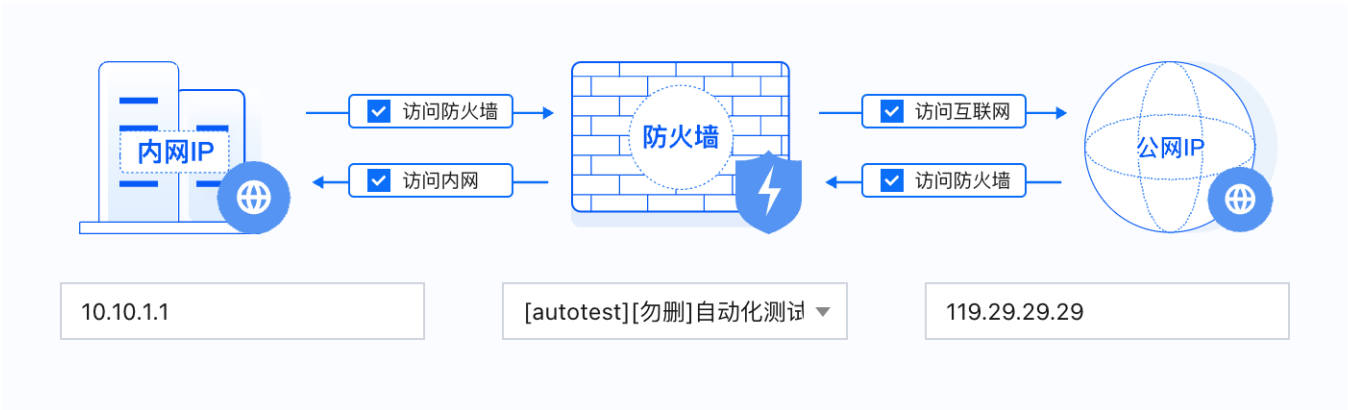 访问防火墙
访问互联网
内网IP
防火墙
公网IP
访问内网
访问防火墙
10.10.1.1
[autotest][勿删]自动化测试
119.29.29.29